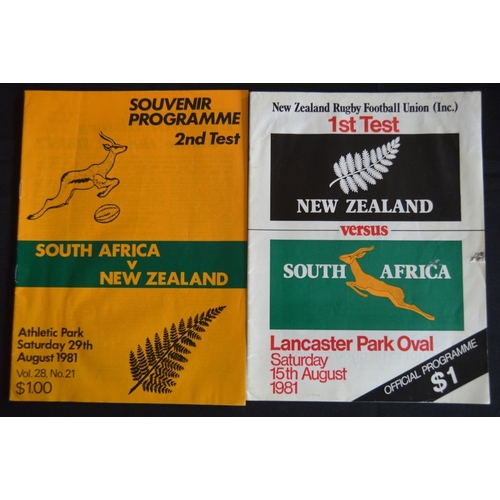 SOUVENIR
PROGRAMME
2nd Test
SOUTH AFRICA
V
NEW ZEALAND
Athletic Park
Saturday 29th
August 1981
Vol. 28, No. 21
$1.00
New Zealand Rugby Football Union (Inc.)
1st Test
NEW ZEALAND
versus
SOUTH AFRICA
Lancaster Park Oval
Saturday
15th August
1981
OFFICIAL PROGRAMME
$1